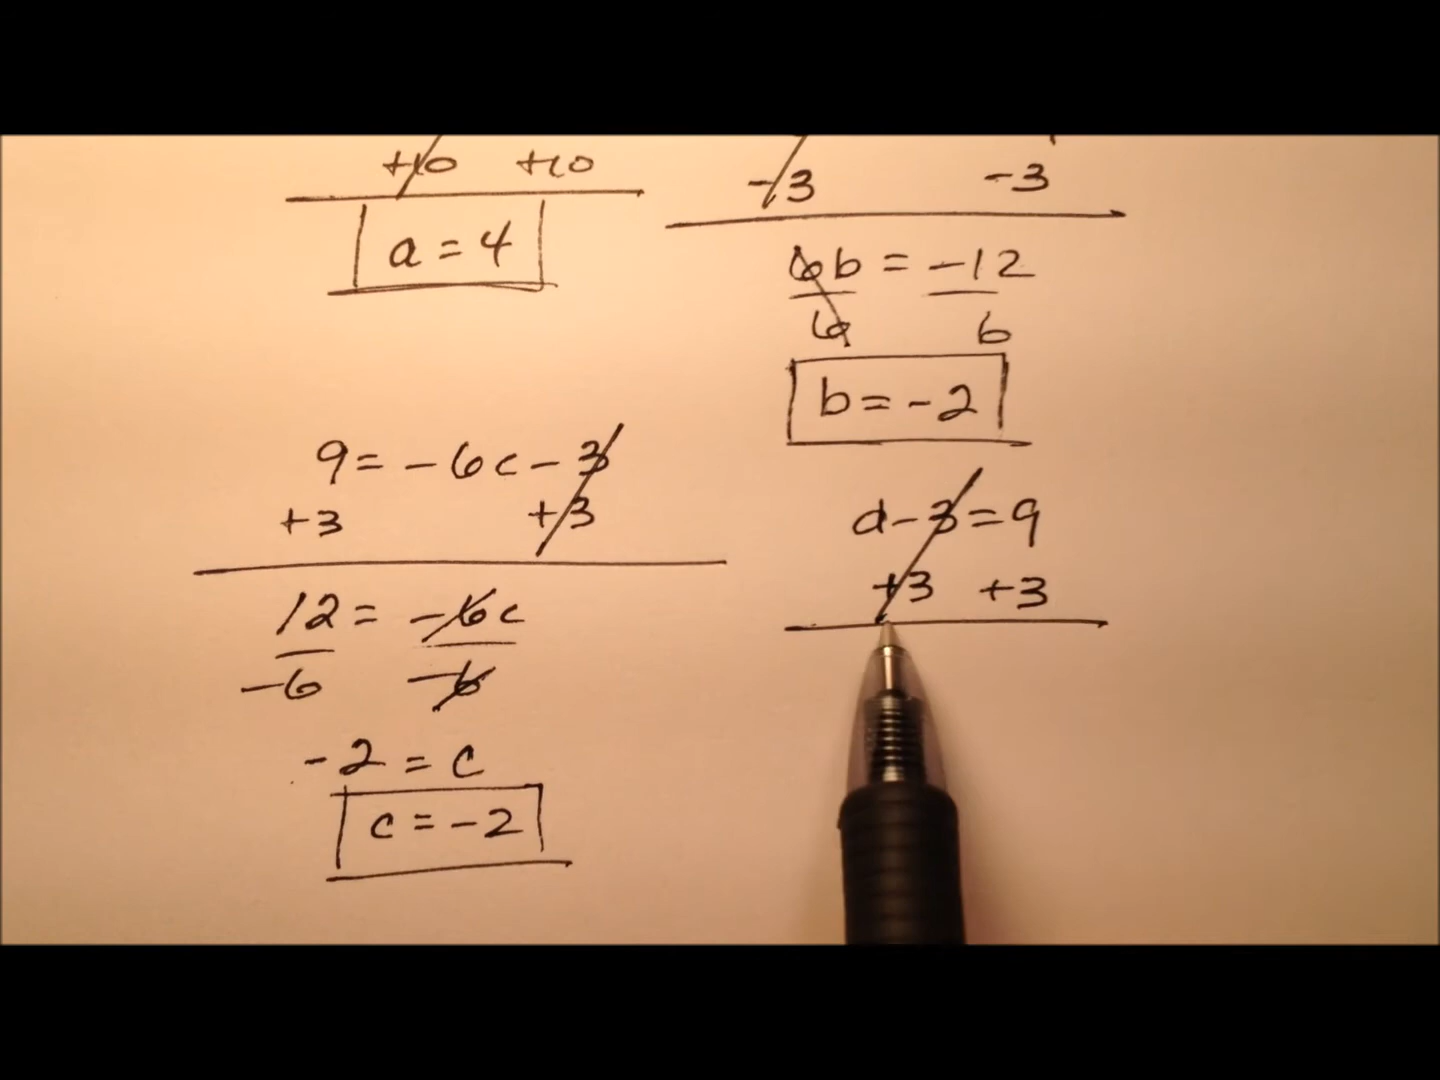 +10 +10
a = 4
-3 -3
6b = -12
6 6
b = -2
9 = -6c - 3
+3 +3
12 = -6c
-6 -6
-2 = c
c = -2
d - 3 = 9
+3 +3